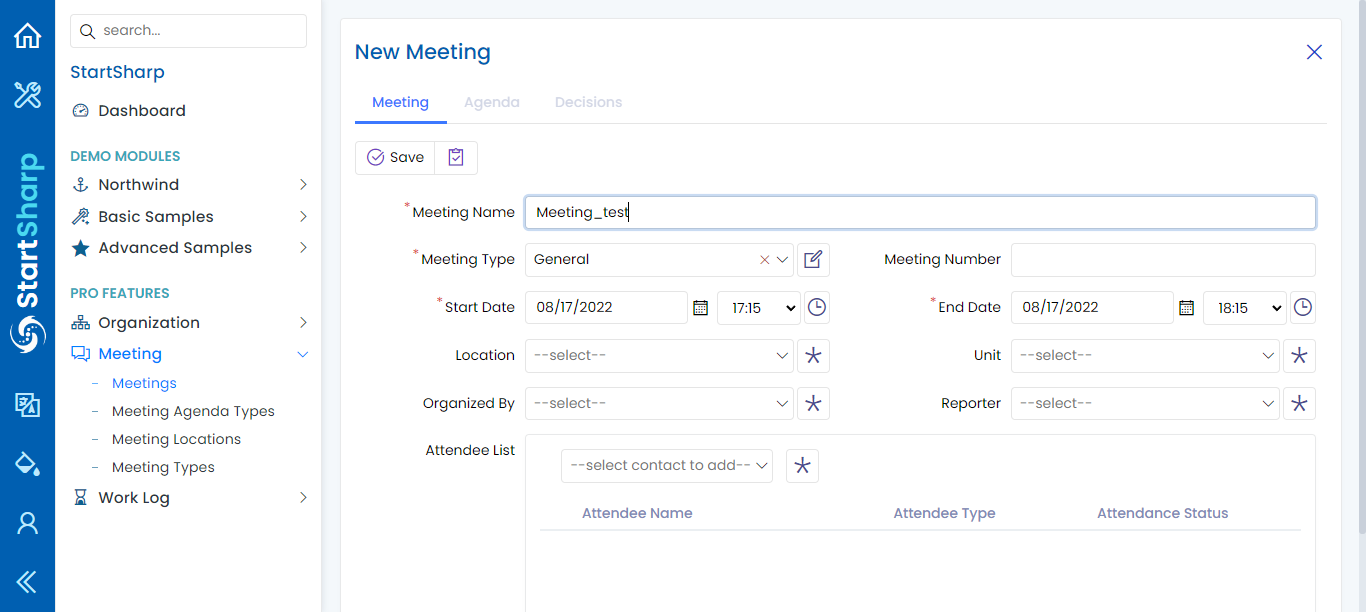 StartSharp
search...
StartSharp
Dashboard
DEMO MODULES
Northwind
Basic Samples
Advanced Samples
PRO FEATURES
Organization
Meeting
- Meetings
- Meeting Agenda Types
- Meeting Locations
- Meeting Types
Work Log
New Meeting
Meeting Agenda Decisions
Save
*Meeting Name Meeting_test
*Meeting Type General Meeting Number
*Start Date 08/17/2022 17:15 *End Date 08/17/2022 18:15
Location --select-- Unit --select--
Organized By --select-- Reporter --select--
Attendee List
--select contact to add--
Attendee Name Attendee Type Attendance Status